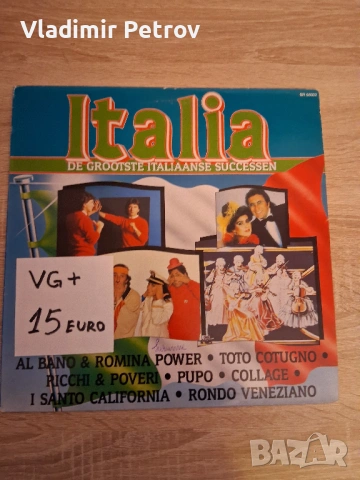 Vladimir Petrov
Italia
DE GROOTSTE ITALIAANSE SUCCESSEN
VG+
15 EURO
AL BANO & ROMINA POWER • TOTO COTUGNO •
RICCHI & POVERI • PUPO • COLLAGE •
I SANTO CALIFORNIA • RONDO VENEZIANO
BAZAR